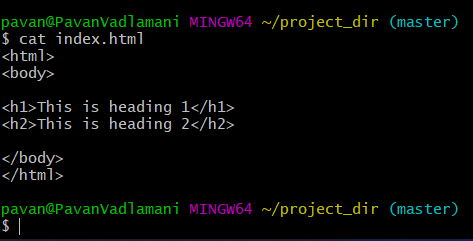 pavan@PavanVadlamani MINGW64 ~/project_dir (master)
$ cat index.html
<html>
<body>
<h1>This is heading 1</h1>
<h2>This is heading 2</h2>
</body>
</html>
pavan@PavanVadlamani MINGW64 ~/project_dir (master)
$